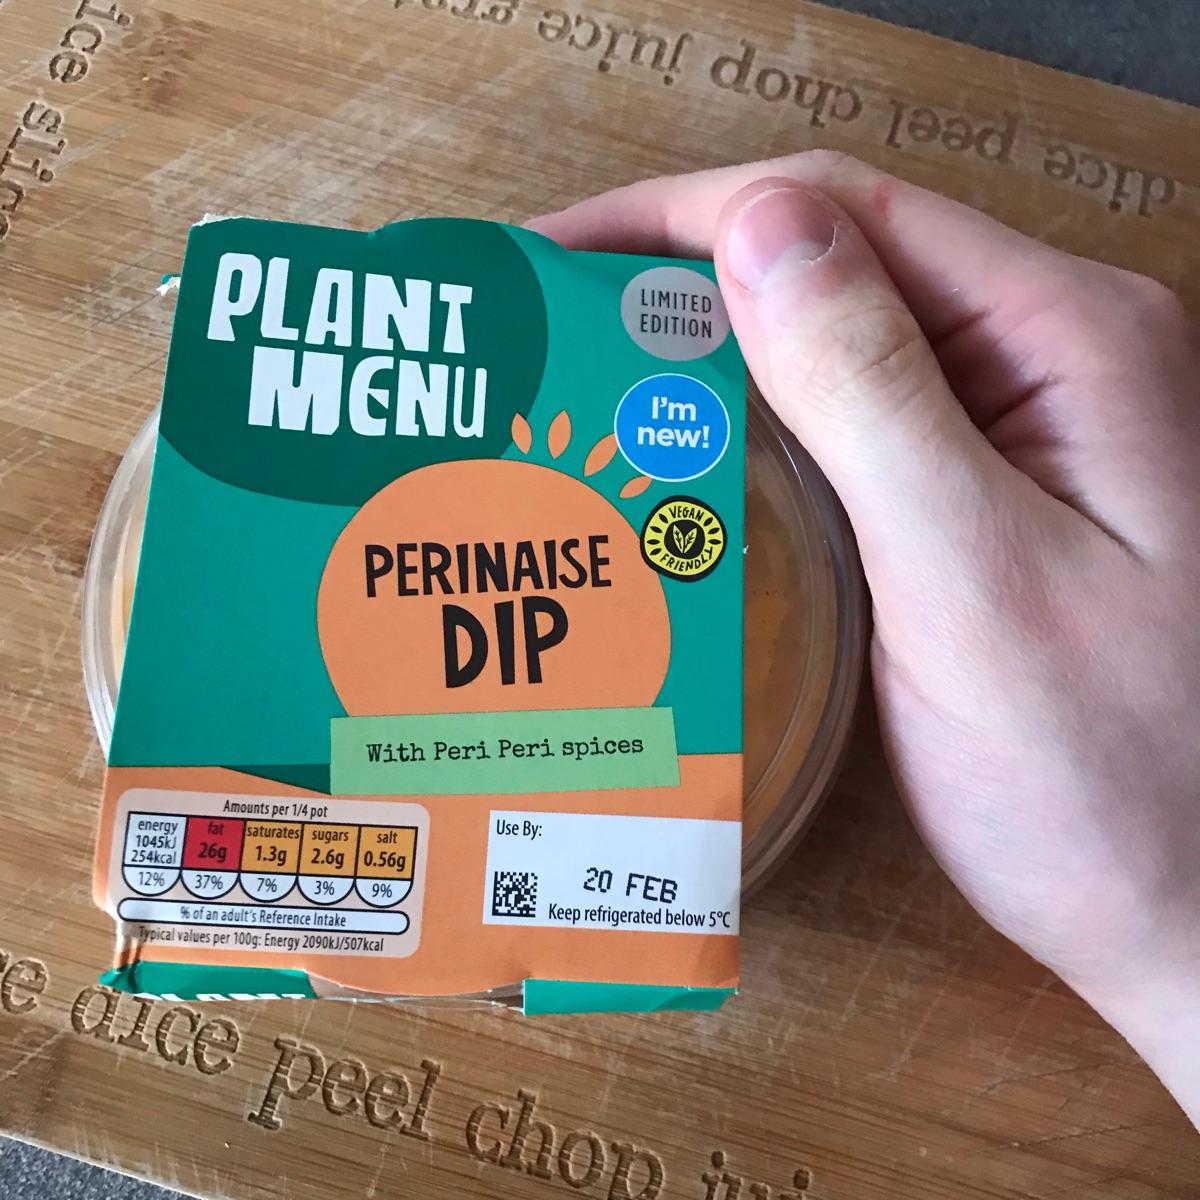 dice peel chop juice
ice slice
PLANT
MENU
LIMITED
EDITION
I'm
new!
VEGAN
FRIENDLY
PERINAISE
DIP
With Peri Peri spices
Amounts per 1/4 pot
energy
1045kJ
254kcal
12%
fat
26g
37%
saturates
1.3g
7%
sugars
2.6g
3%
salt
0.56g
9%
% of an adult's Reference Intake
Typical values per 100g: Energy 2090kJ/507kcal
Use By:
20 FEB
Keep refrigerated below 5°C
PLANT
dice peel chop